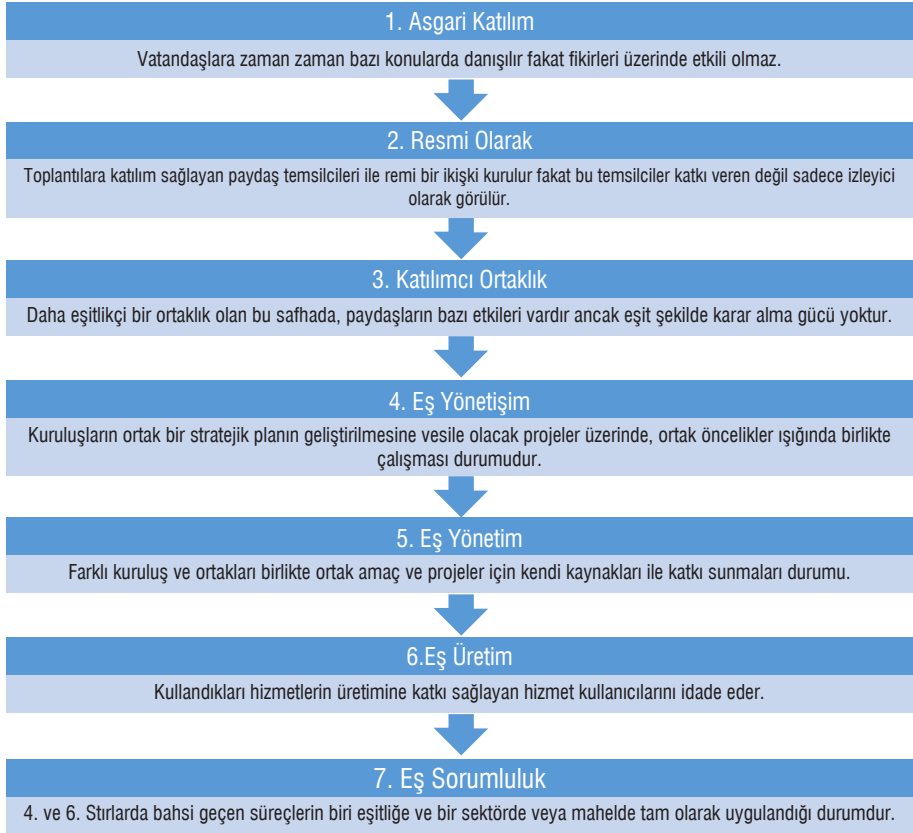 1. Asgari Katılım
Vatandaşlara zaman zaman bazı konularda danışılır fakat fikirleri üzerinde etkili olmaz.
2. Resmi Olarak
Toplantılara katılım sağlayan paydaş temsilcileri ile remi bir ikişki kurulur fakat bu temsilciler katkı veren değil sadece izleyici
olarak görülür.
3. Katılımcı Ortaklık
Daha eşitlikçi bir ortaklık olan bu safhada, paydaşların bazı etkileri vardır ancak eşit şekilde karar alma gücü yoktur.
4. Eş Yönetişim
Kuruluşların ortak bir stratejik planın geliştirilmesine vesile olacak projeler üzerinde, ortak öncelikler ışığında birlikte
çalışması durumudur.
5. Eş Yönetim
Farklı kuruluş ve ortakları birlikte ortak amaç ve projeler için kendi kaynakları ile katkı sunmaları durumu.
6.Eş Üretim
Kullandıkları hizmetlerin üretimine katkı sağlayan hizmet kullanıcılarını idade eder.
7. Eş Sorumluluk
4. ve 6. Stırlarda bahsi geçen süreçlerin biri eşitliğe ve bir sektörde veya mahelde tam olarak uygulandığı durumdur.